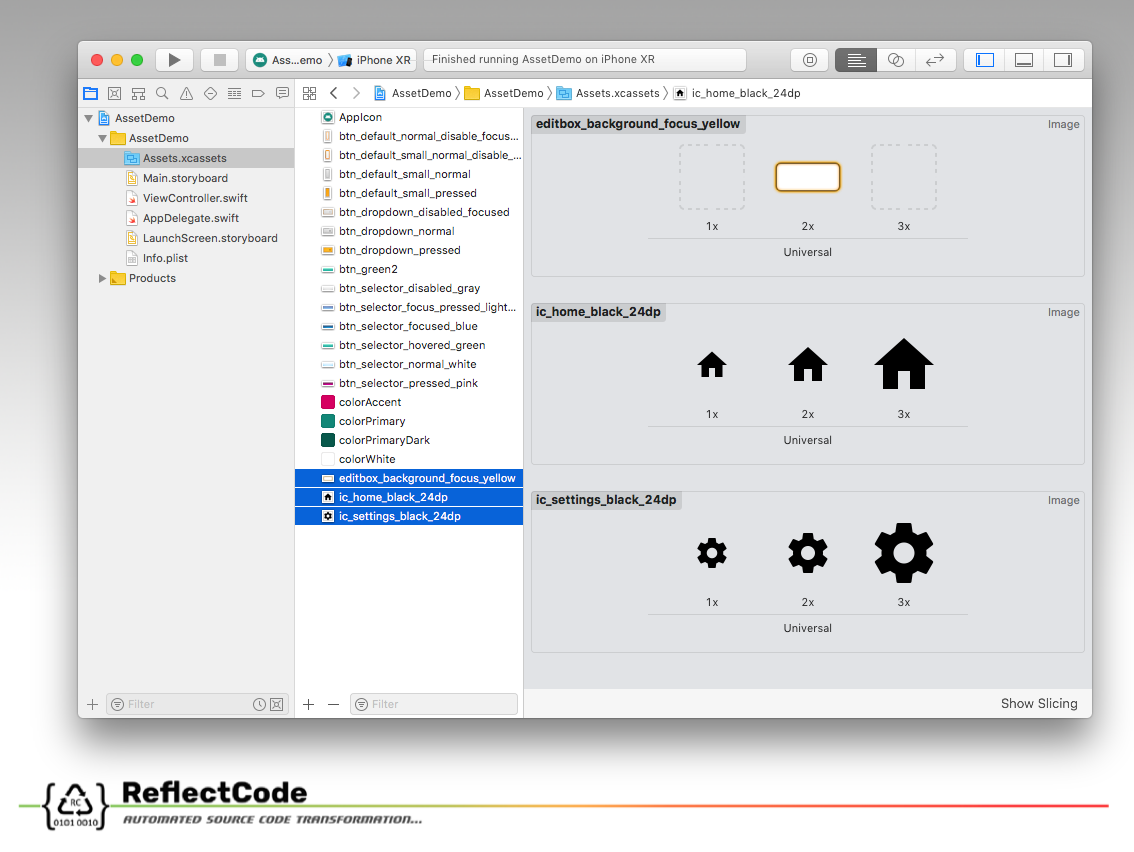 Ass...emo
iPhone XR
Finished running AssetDemo on iPhone XR
AssetDemo
AssetDemo
Assets.xcassets
ic_home_black_24dp
AssetDemo
AssetDemo
Assets.xcassets
Main.storyboard
ViewController.swift
AppDelegate.swift
LaunchScreen.storyboard
Info.plist
Products
Filter
AppIcon
btn_default_normal_disable_focus...
btn_default_small_normal_disable_...
btn_default_small_normal
btn_default_small_pressed
btn_dropdown_disabled_focused
btn_dropdown_normal
btn_dropdown_pressed
btn_green2
btn_selector_disabled_gray
btn_selector_focus_pressed_light...
btn_selector_focused_blue
btn_selector_hovered_green
btn_selector_normal_white
btn_selector_pressed_pink
colorAccent
colorPrimary
colorPrimaryDark
colorWhite
editbox_background_focus_yellow
ic_home_black_24dp
ic_settings_black_24dp
Filter
editbox_background_focus_yellow
Image
1x
2x
3x
Universal
ic_home_black_24dp
Image
1x
2x
3x
Universal
ic_settings_black_24dp
Image
1x
2x
3x
Universal
Show Slicing
RC
0101 0010
ReflectCode
AUTOMATED SOURCE CODE TRANSFORMATION...